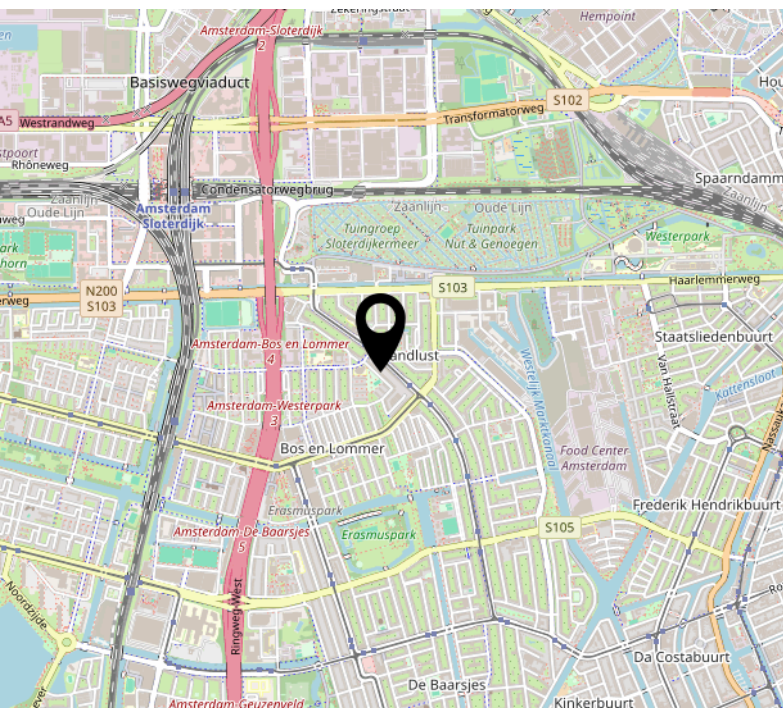 Zekeringstraat
Hempoint
Amsterdam-Sloterdijk
2
Basiswegviaduct
Hou
S102
A5
Westrandweg
Transformatorweg
Rhôneweg
Spaarndamm
Zaanlijn
Zaanlijn
Oude Lijn
Condensatorwegbrug
Zaanlijn
Oude Lijn
Amsterdam
Sloterdijk
Tuingroep
Sloterdijkermeer
Tuinpark
Nut & Genoegen
Westerpark
N200
S103
S103
Haarlemmerweg
Amsterdam-Bos en Lommer
4
andlust
Staatsliedenbuurt
Westelijk Marktkanaal
Van Hallstraat
Kattensloot
Amsterdam-Westerpark
3
Nassau
Bos en Lommer
Food Center
Amsterdam
Erasmuspark
Frederik Hendrikbuurt
Amsterdam-De Baarsjes
5
Erasmuspark
S105
Noordzijde
Ringweg-West
Da Costabuurt
De Baarsjes
Amsterdam-Geuzenveld
Kinkerbuurt